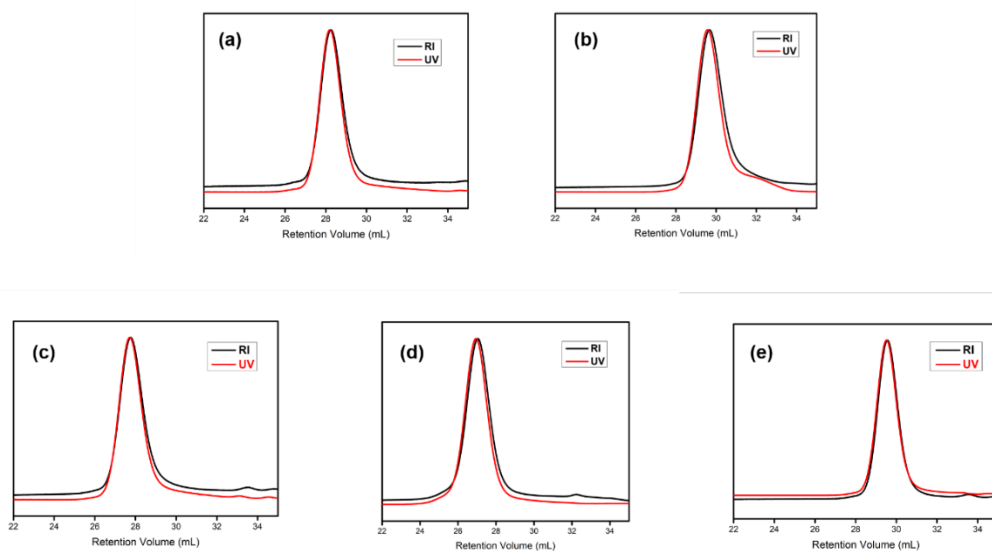 (a)
RI
UV
22 24 26 28 30 32 34
Retention Volume (mL)
(b)
RI
UV
22 24 26 28 30 32 34
Retention Volume (mL)
(c)
RI
UV
22 24 26 28 30 32 34
Retention Volume (mL)
(d)
RI
UV
22 24 26 28 30 32 34
Retention Volume (mL)
(e)
RI
UV
22 24 26 28 30 32 34
Retention Volume (mL)